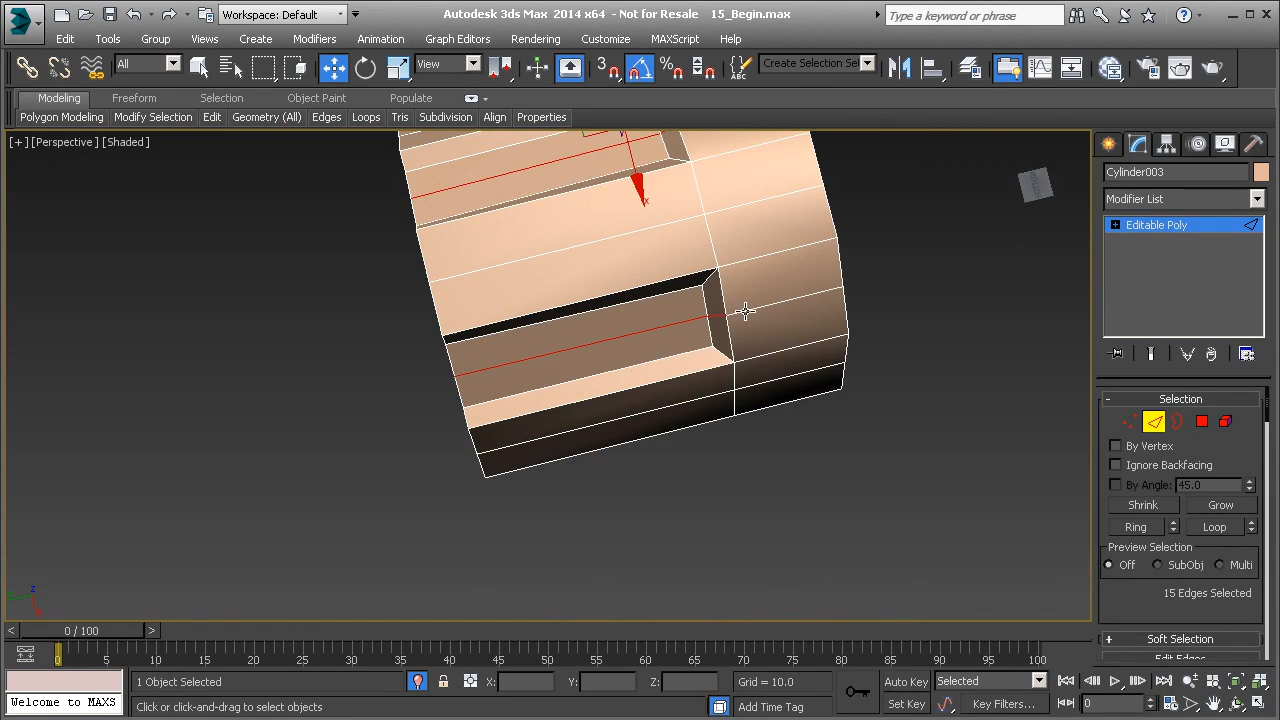 Workspace: Default
Autodesk 3ds Max 2014 x64 - Not for Resale 15_Begin.max
Type a keyword or phrase
Edit Tools Group Views Create Modifiers Animation Graph Editors Rendering Customize MAXScript Help
All View 3 Create Selection Se
Modeling Freeform Selection Object Paint Populate
Polygon Modeling Modify Selection Edit Geometry (All) Edges Loops Tris Subdivision Align Properties
[+] [Perspective] [Shaded]
x
Cylinder003
Modifier List
Editable Poly
- Selection
By Vertex
Ignore Backfacing
By Angle: 45.0
Shrink Grow
Ring Loop
Preview Selection
Off SubObj Multi
15 Edges Selected
+ Soft Selection
Edit Edges
z
< 0 / 100 >
0 5 10 15 20 25 30 35 40 45 50 55 60 65 70 75 80 85 90 95 100
1 Object Selected X: Y: Z: Grid = 10.0 Auto Key Selected
Welcome to MAXS Click or click-and-drag to select objects Add Time Tag Set Key Key Filters... 0